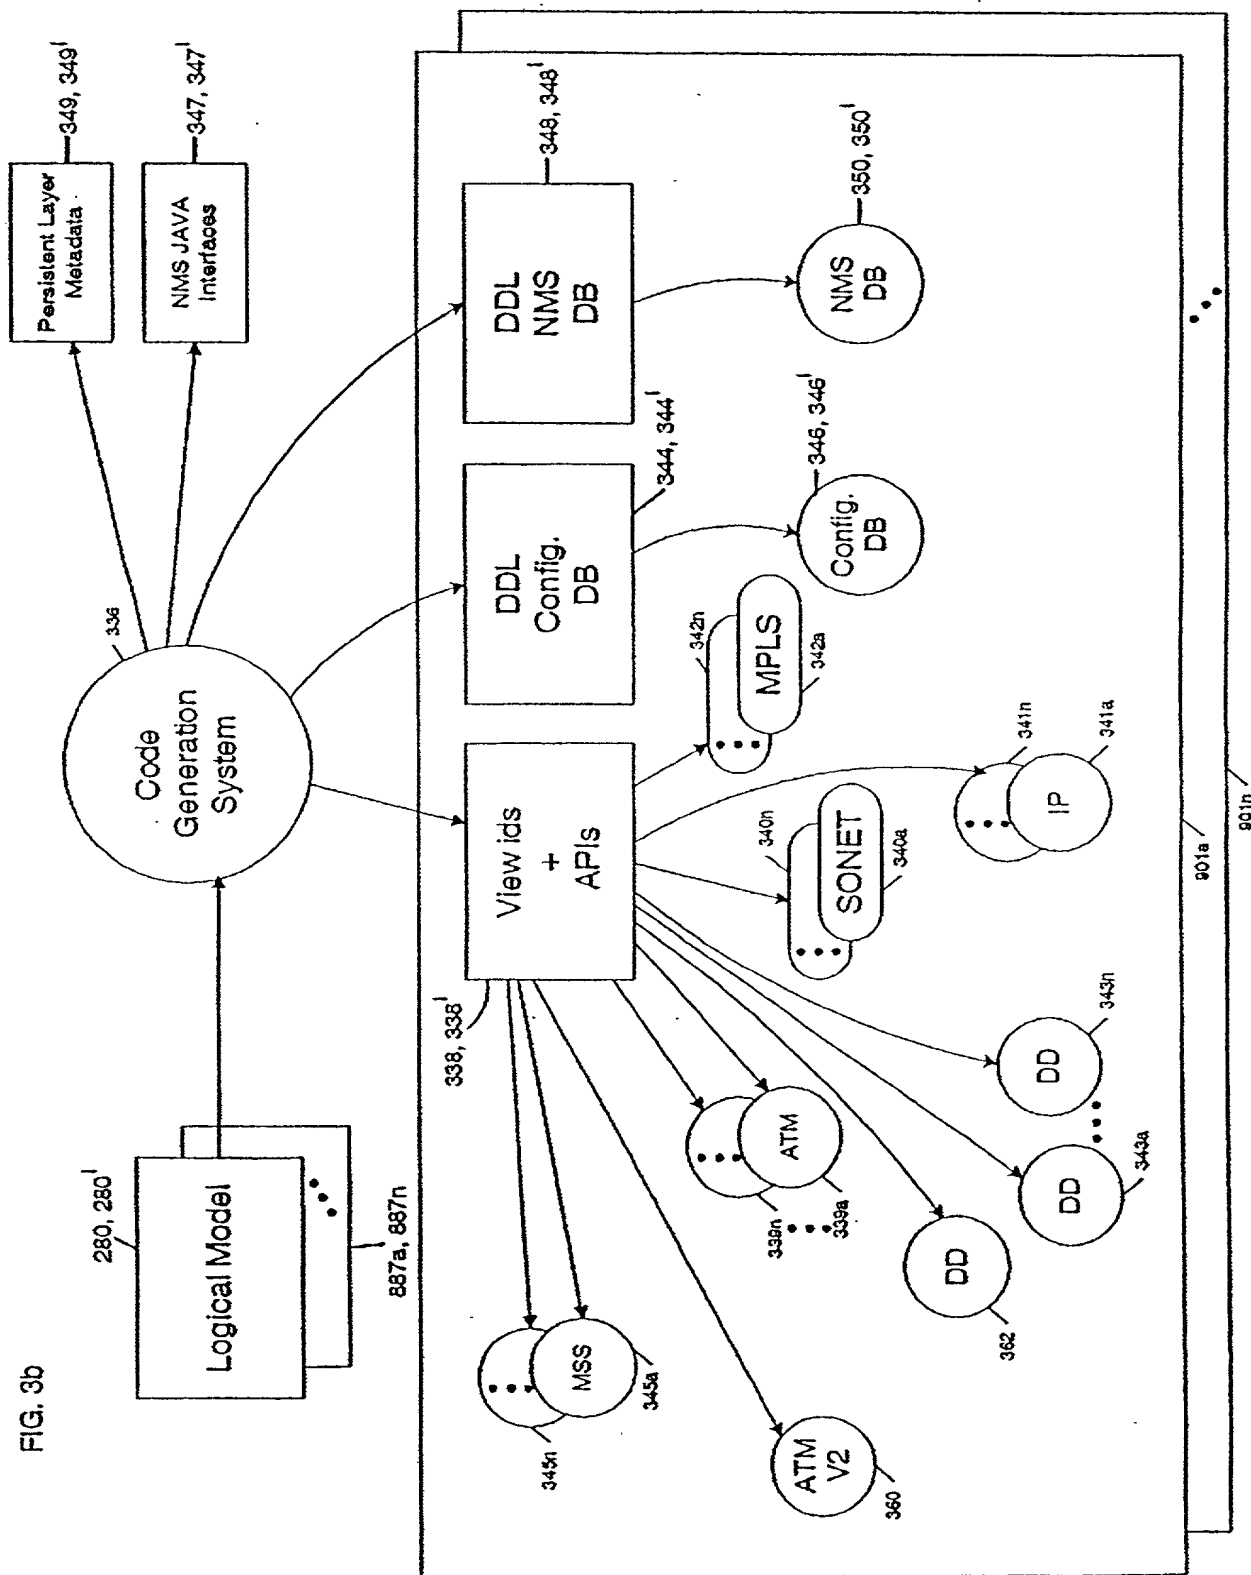 FIG. 3b
280, 280'
Logical Model
887a, 887n
336
Code
Generation
System
Persistent Layer
Metadata
349, 349'
NMS JAVA
Interfaces
347, 347'
338, 338'
View ids
+
APIs
DDL
Config.
DB
344, 344'
DDL
NMS
DB
348, 348'
345n
MSS
345a
ATM
V2
360
339n
ATM
339a
DD
362
DD
343a
DD
343n
340n
SONET
340a
341n
IP
341a
342n
MPLS
342a
Config.
DB
346, 346'
NMS
DB
350, 350'
901a
901n